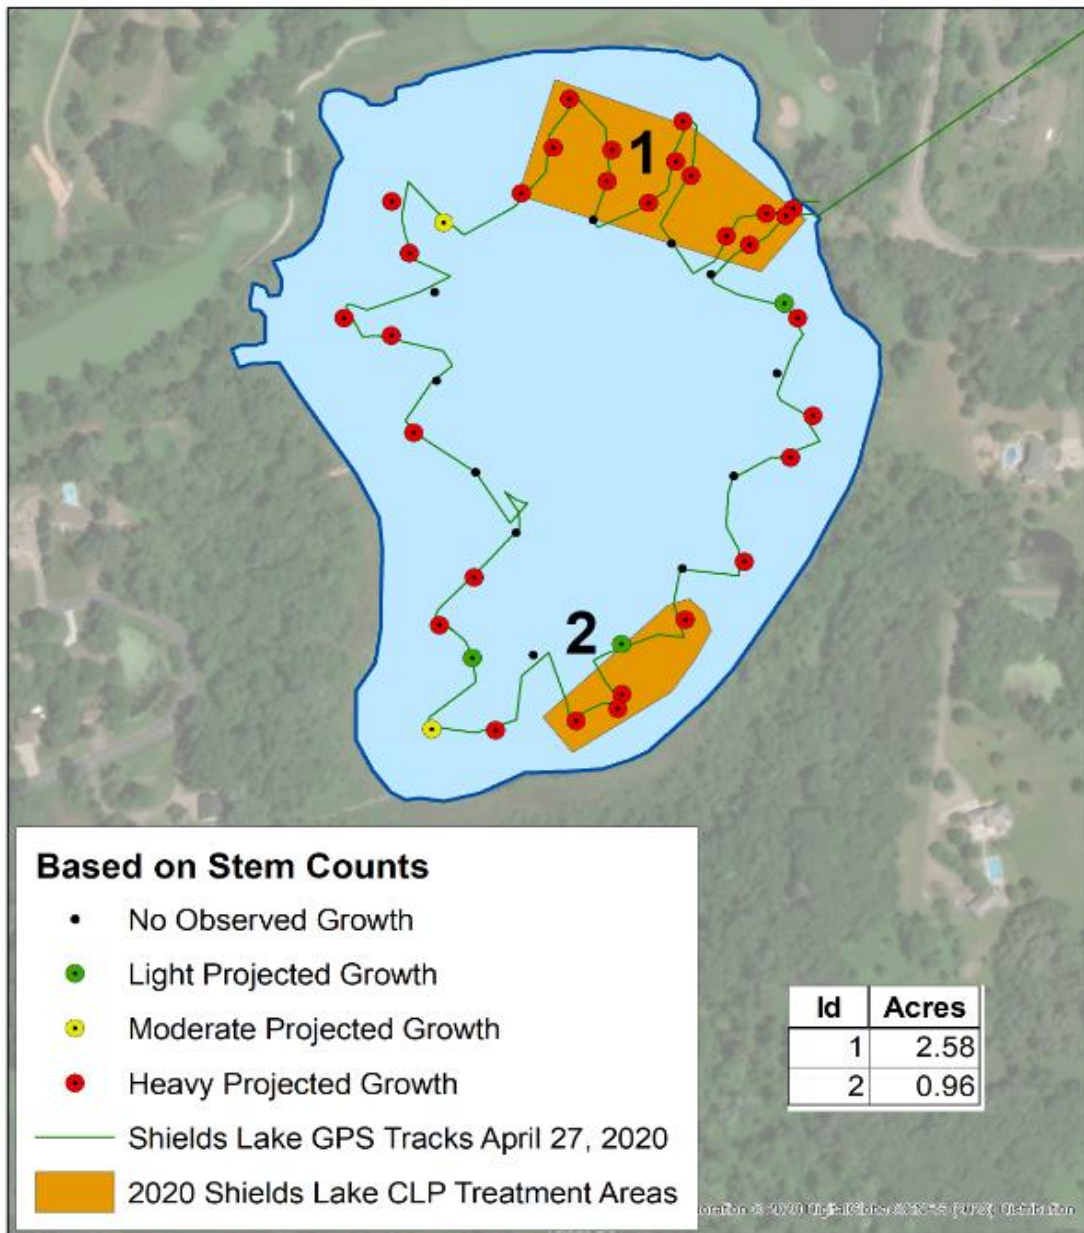 1
2
Based on Stem Counts
No Observed Growth
Light Projected Growth
Moderate Projected Growth
Heavy Projected Growth
Shields Lake GPS Tracks April 27, 2020
2020 Shields Lake CLP Treatment Areas
Id Acres
1 2.58
2 0.96